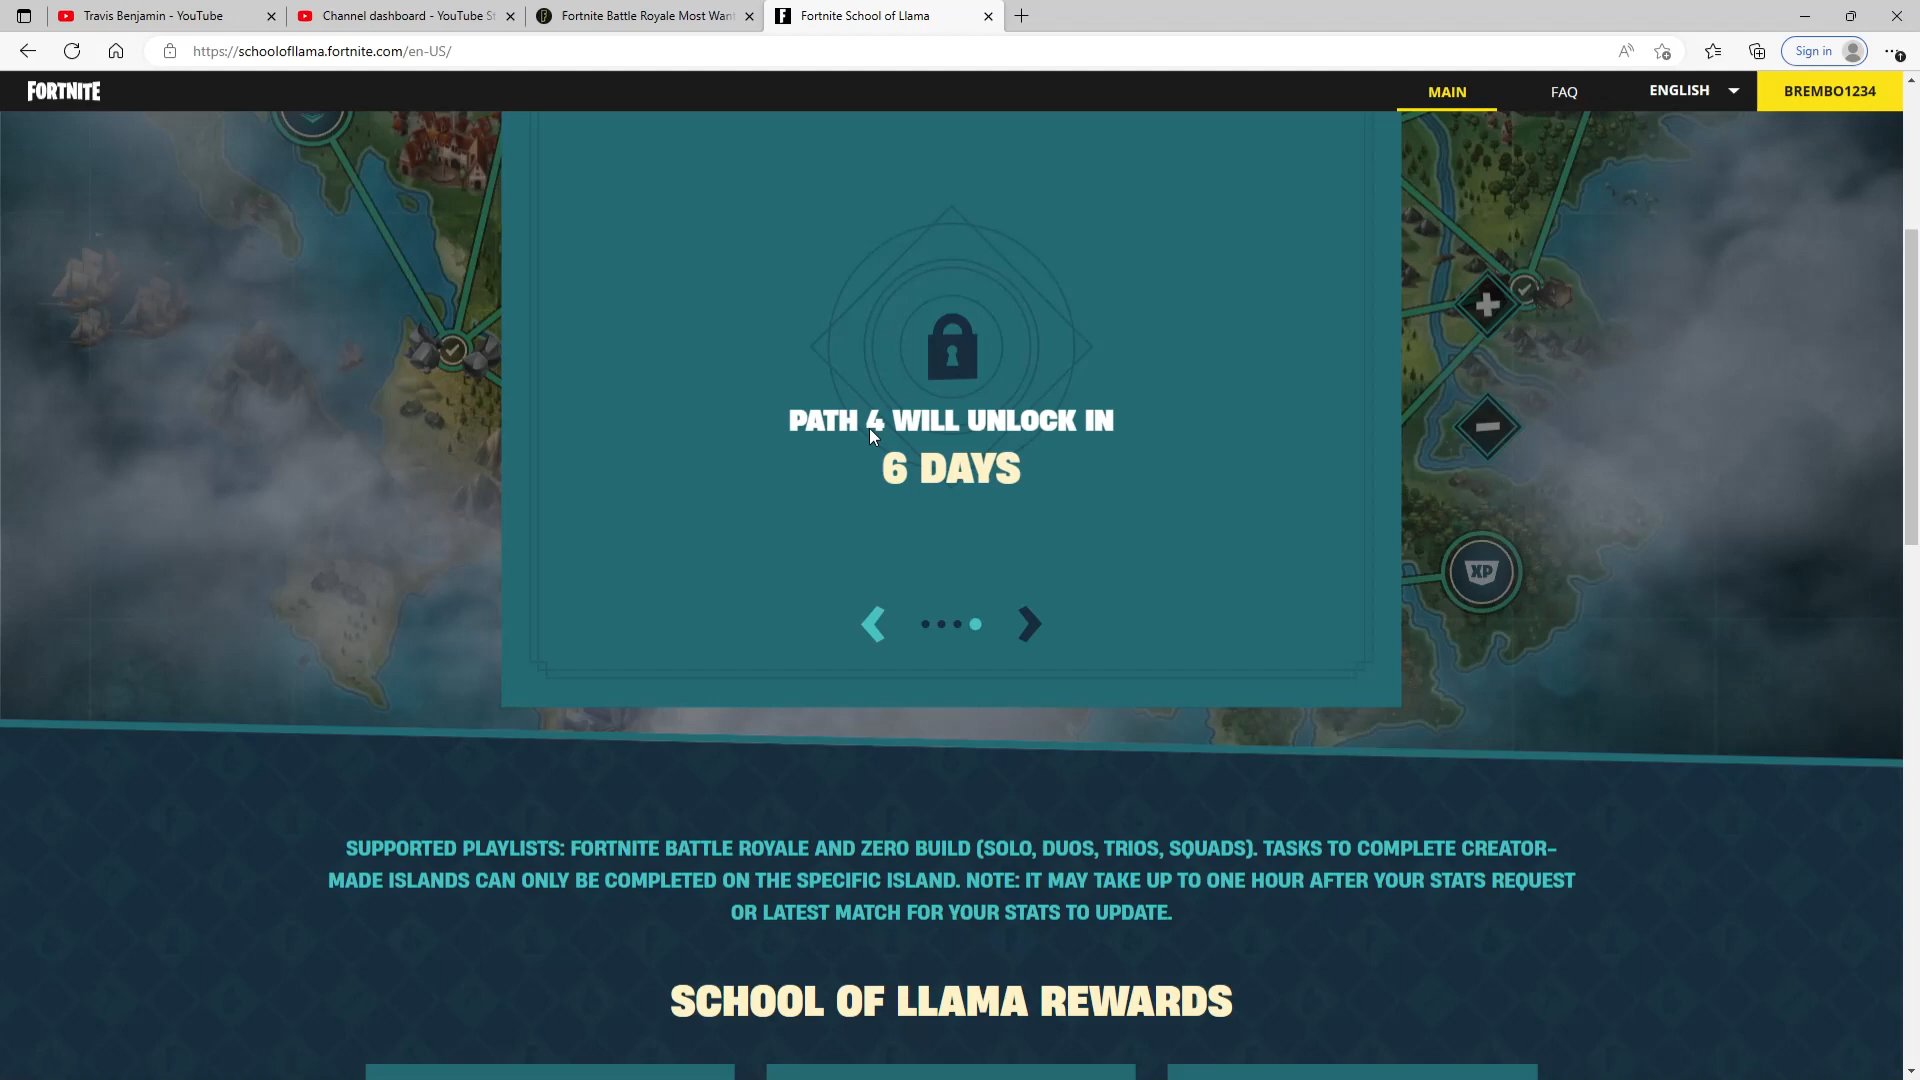 Travis Benjamin - YouTube
Channel dashboard - YouTube St
Fortnite Battle Royale Most Want
Fortnite School of Llama
https://schoolofllama.fortnite.com/en-US/
Sign in
FORTNITE
MAIN
FAQ
ENGLISH
BREMBO1234
PATH 4 WILL UNLOCK IN
6 DAYS
XP
SUPPORTED PLAYLISTS: FORTNITE BATTLE ROYALE AND ZERO BUILD (SOLO, DUOS, TRIOS, SQUADS). TASKS TO COMPLETE CREATOR-
MADE ISLANDS CAN ONLY BE COMPLETED ON THE SPECIFIC ISLAND. NOTE: IT MAY TAKE UP TO ONE HOUR AFTER YOUR STATS REQUEST
OR LATEST MATCH FOR YOUR STATS TO UPDATE.
SCHOOL OF LLAMA REWARDS